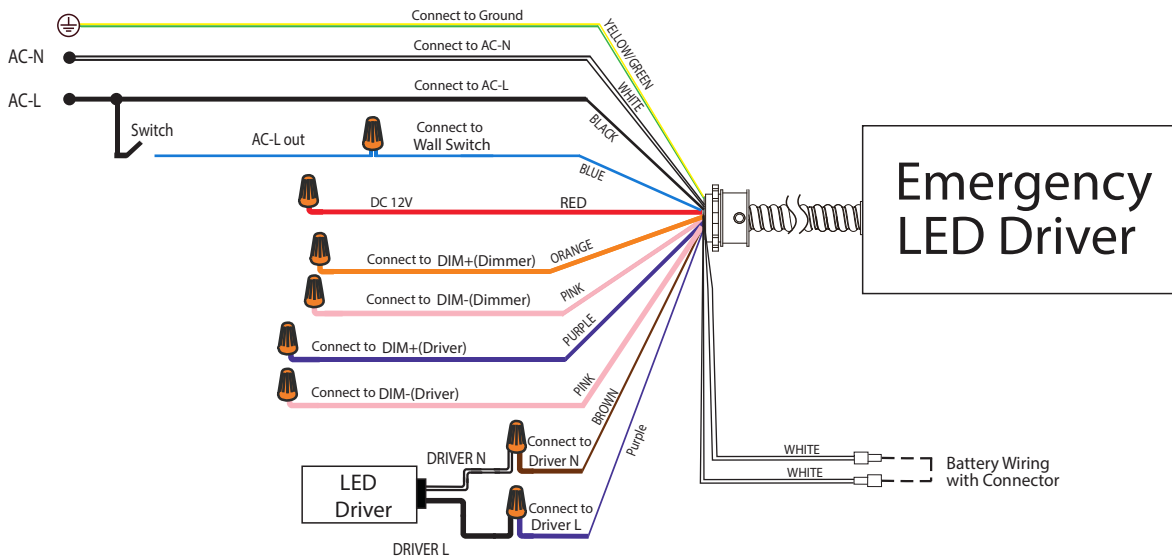 Connect to Ground
YELLOW/GREEN
AC-N
Connect to AC-N
WHITE
AC-L
Connect to AC-L
BLACK
Switch
AC-L out
Connect to
Wall Switch
BLUE
DC 12V
RED
Connect to DIM+(Dimmer)
ORANGE
Connect to DIM-(Dimmer)
PINK
Connect to DIM+(Driver)
PURPLE
Connect to DIM-(Driver)
PINK
BROWN
Purple
DRIVER N
Connect to
Driver N
LED
Driver
Connect to
Driver L
DRIVER L
Emergency
LED Driver
WHITE
WHITE
Battery Wiring
with Connector